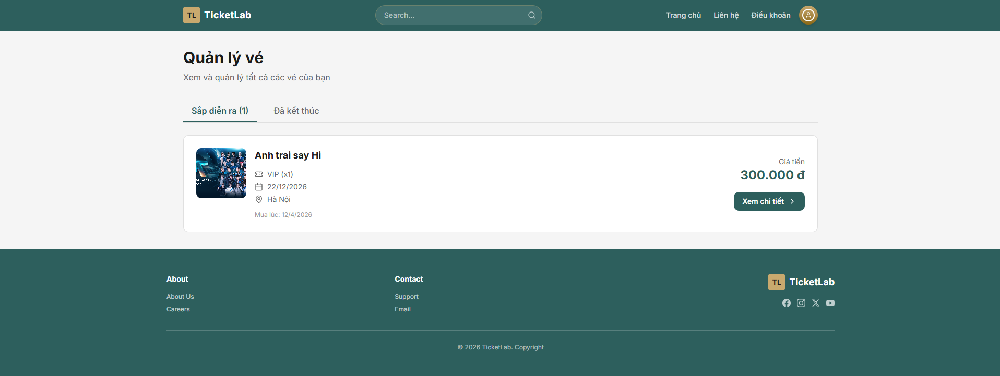 TL TicketLab
Search...
Trang chủ Liên hệ Điều khoản
Quản lý vé
Xem và quản lý tất cả các vé của bạn
Sắp diễn ra (1) Đã kết thúc
AI SAY HI
Anh trai say Hi
VIP (x1)
22/12/2026
Hà Nội
Mua lúc: 12/4/2026
Giá tiền
300.000 đ
Xem chi tiết
About
About Us
Careers
Contact
Support
Email
TL TicketLab
© 2026 TicketLab. Copyright